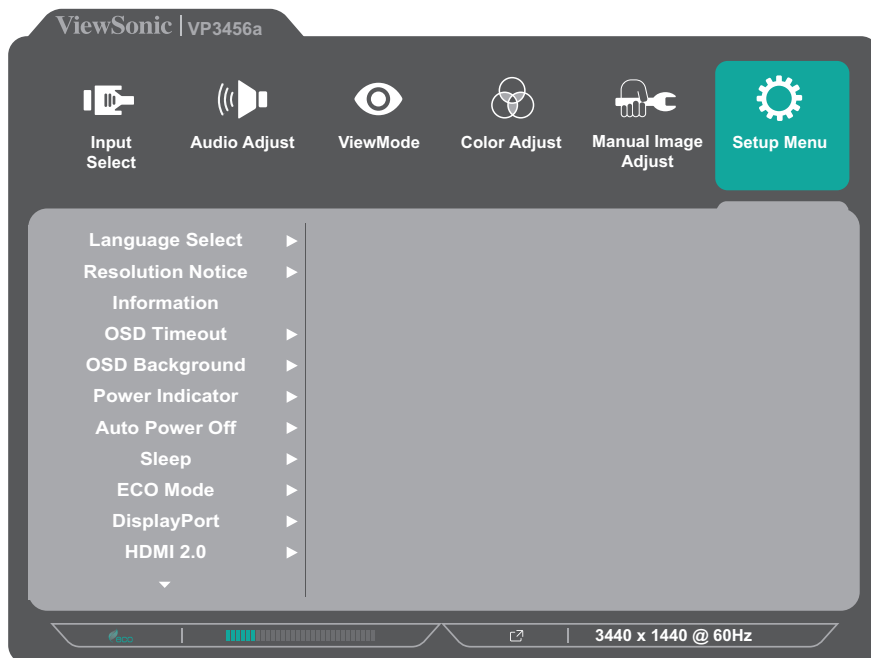 ViewSonic | VP3456a
Input
Select
Audio Adjust
ViewMode
Color Adjust
Manual Image
Adjust
Setup Menu
Language Select
Resolution Notice
Information
OSD Timeout
OSD Background
Power Indicator
Auto Power Off
Sleep
ECO Mode
DisplayPort
HDMI 2.0
eco
3440 x 1440 @ 60Hz